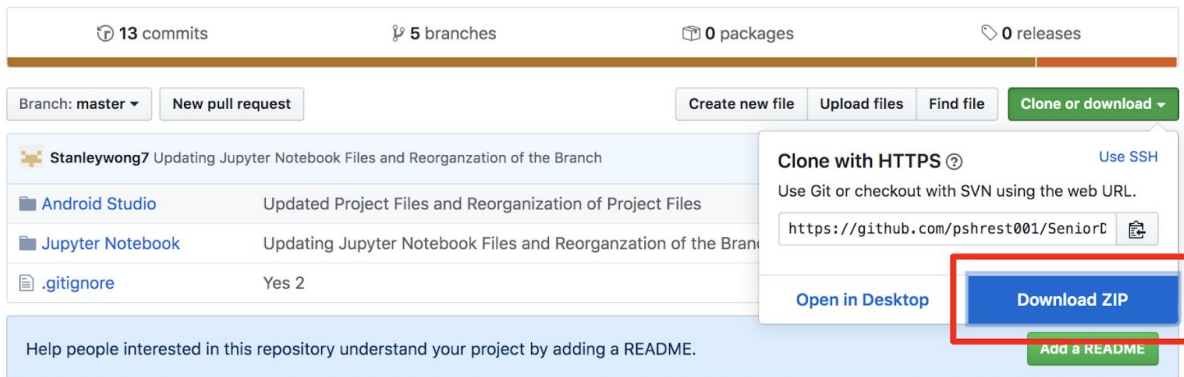 13 commits
5 branches
0 packages
0 releases
Branch: master
New pull request
Create new file
Upload files
Find file
Clone or download
Stanleywong7 Updating Jupyter Notebook Files and Reorganzation of the Branch
Android Studio
Updated Project Files and Reorganization of Project Files
Jupyter Notebook
Updating Jupyter Notebook Files and Reorganzation of the Bran
.gitignore
Yes 2
Clone with HTTPS
Use SSH
Use Git or checkout with SVN using the web URL.
https://github.com/pshrest001/SeniorD
Open in Desktop
Download ZIP
Help people interested in this repository understand your project by adding a README.
Add a README